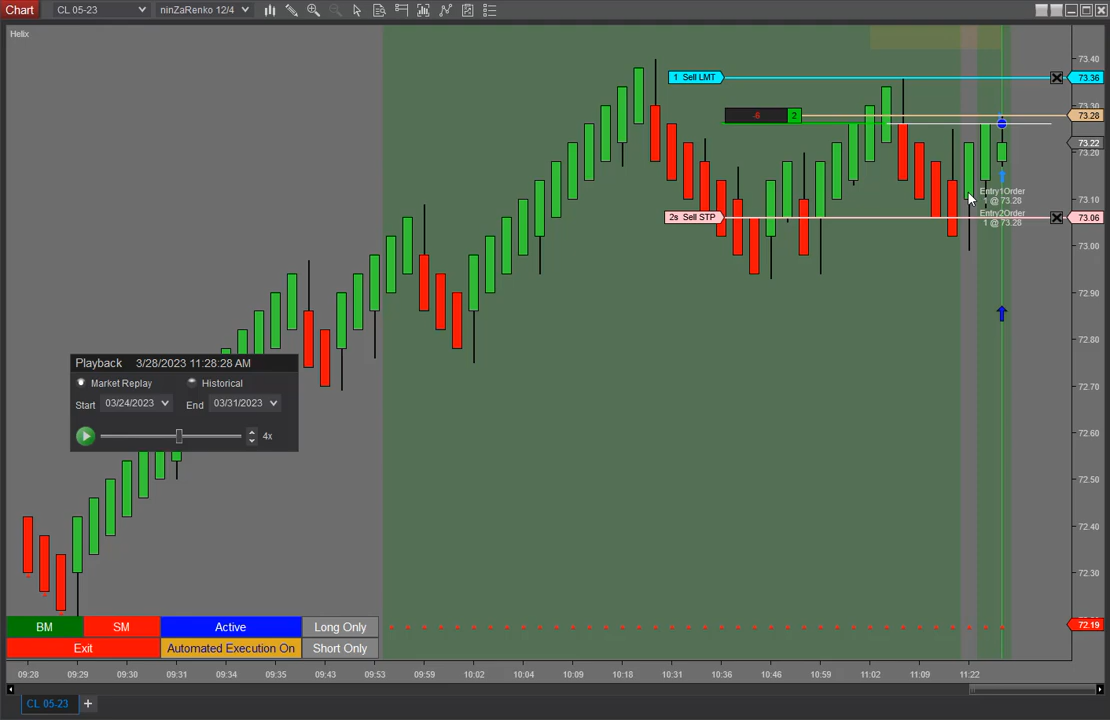 Chart CL 05-23 ninZaRenko 12/4
Helix
73.40
1 Sell LMT 73.36
73.30
-6 2 73.28
73.22
73.20
Entry1Order
1 @ 73.28
73.10
Entry2Order
1 @ 73.28
2s Sell STP 73.06
73.00
72.90
72.80
Playback 3/28/2023 11:28:28 AM
Market Replay Historical
72.70
Start 03/24/2023 End 03/31/2023
4x
72.60
72.50
72.40
72.30
BM SM Active Long Only
72.19
Exit Automated Execution On Short Only
09:28 09:29 09:30 09:31 09:34 09:35 09:43 09:53 09:59 10:02 10:04 10:09 10:18 10:31 10:36 10:46 10:59 11:02 11:09 11:22
CL 05-23 +